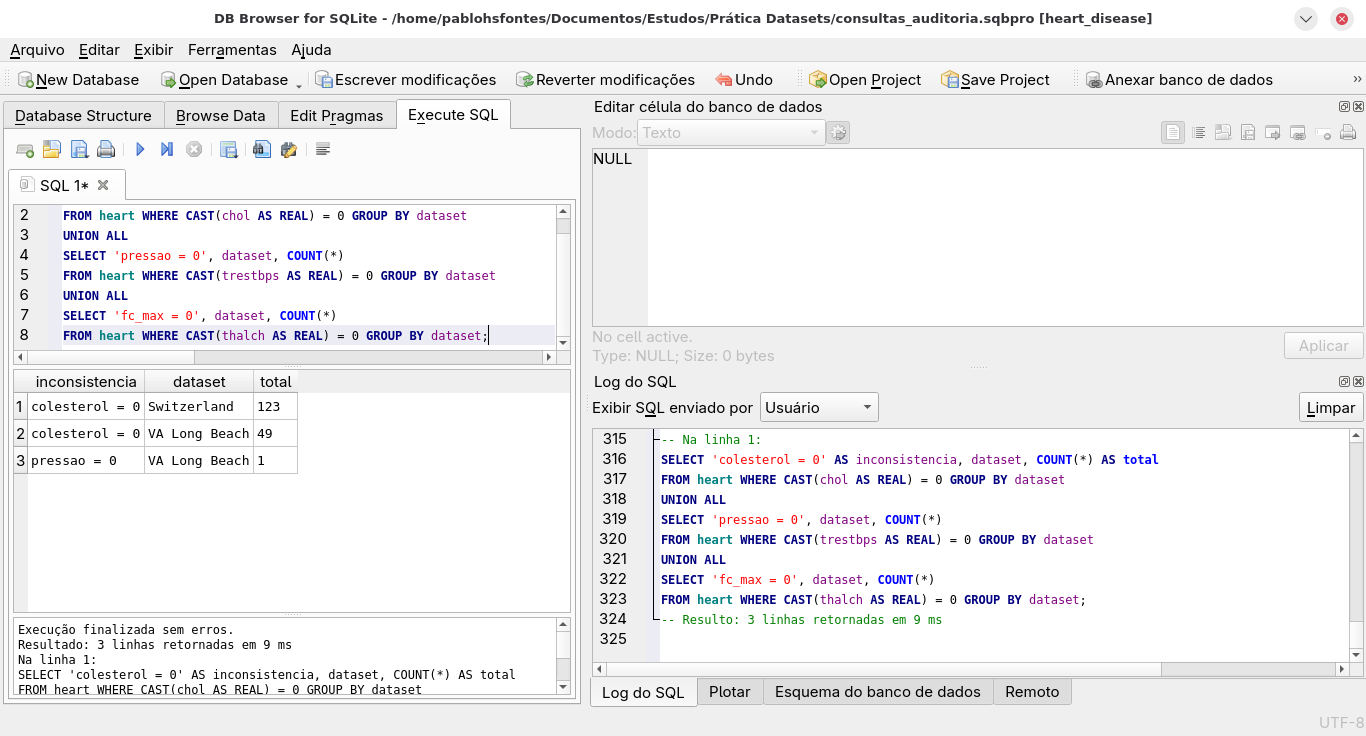 DB Browser for SQLite - /home/pablohsfontes/Documentos/Estudos/Prática Datasets/consultas_auditoria.sqbpro [heart_disease]
Arquivo Editar Exibir Ferramentas Ajuda
New Database Open Database Escrever modificações Reverter modificações Undo Open Project Save Project Anexar banco de dados »
Database Structure Browse Data Edit Pragmas Execute SQL
SQL 1*
2 FROM heart WHERE CAST(chol AS REAL) = 0 GROUP BY dataset
3 UNION ALL
4 SELECT 'pressao = 0', dataset, COUNT(*)
5 FROM heart WHERE CAST(trestbps AS REAL) = 0 GROUP BY dataset
6 UNION ALL
7 SELECT 'fc_max = 0', dataset, COUNT(*)
8 FROM heart WHERE CAST(thalch AS REAL) = 0 GROUP BY dataset;
inconsistencia dataset total
1 colesterol = 0 Switzerland 123
2 colesterol = 0 VA Long Beach 49
3 pressao = 0 VA Long Beach 1
Execução finalizada sem erros.
Resultado: 3 linhas retornadas em 9 ms
Na linha 1:
SELECT 'colesterol = 0' AS inconsistencia, dataset, COUNT(*) AS total
FROM heart WHERE CAST(chol AS REAL) = 0 GROUP BY dataset
Editar célula do banco de dados
Modo: Texto
NULL
No cell active.
Type: NULL; Size: 0 bytes
Aplicar
Log do SQL
Exibir SQL enviado por Usuário Limpar
315 -- Na linha 1:
316 SELECT 'colesterol = 0' AS inconsistencia, dataset, COUNT(*) AS total
317 FROM heart WHERE CAST(chol AS REAL) = 0 GROUP BY dataset
318 UNION ALL
319 SELECT 'pressao = 0', dataset, COUNT(*)
320 FROM heart WHERE CAST(trestbps AS REAL) = 0 GROUP BY dataset
321 UNION ALL
322 SELECT 'fc_max = 0', dataset, COUNT(*)
323 FROM heart WHERE CAST(thalch AS REAL) = 0 GROUP BY dataset;
324 -- Resulto: 3 linhas retornadas em 9 ms
325
Log do SQL Plotar Esquema do banco de dados Remoto
UTF-8